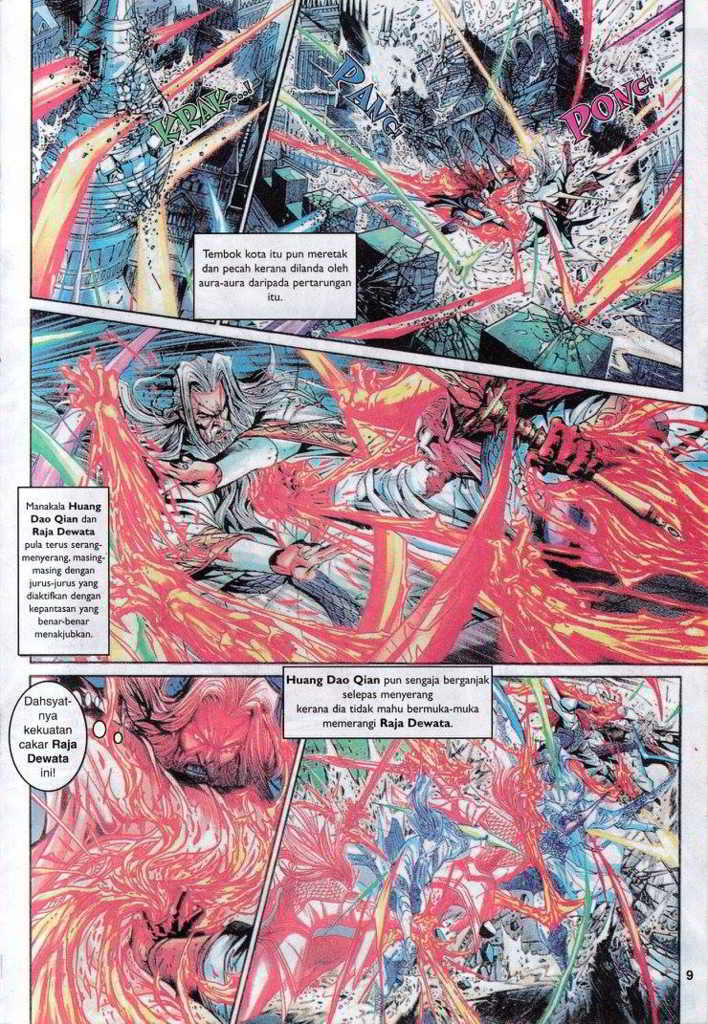 KRAK...!
PANG!
PONG!
Tembok kota itu pun meretak
dan pecah kerana dilanda oleh
aura-aura daripada pertarungan
itu.
Manakala Huang
Dao Qian dan
Raja Dewata
pula terus serang-
menyerang, masing-
masing dengan
jurus-jurus yang
diaktifkan dengan
kepantasan yang
benar-benar
menakjubkan.
Dahsyat-
nya
kekuatan
cakar Raja
Dewata
ini!
Huang Dao Qian pun sengaja berganjak
selepas menyerang
kerana dia tidak mahu bermuka-muka
memerangi Raja Dewata.
9